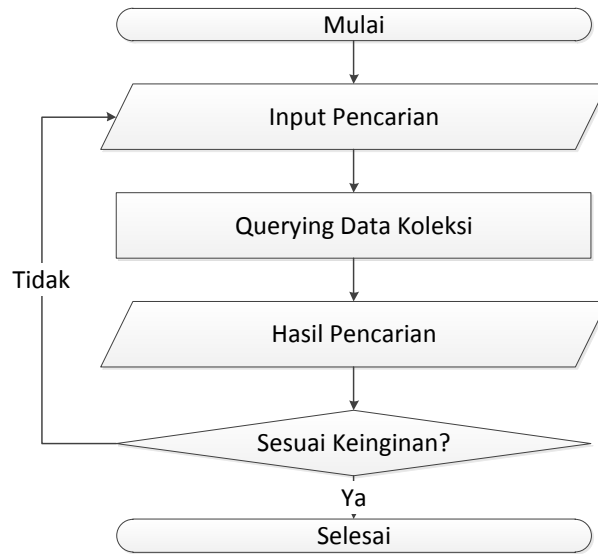 Mulai
Input Pencarian
Querying Data Koleksi
Tidak
Hasil Pencarian
Sesuai Keinginan?
Ya
Selesai